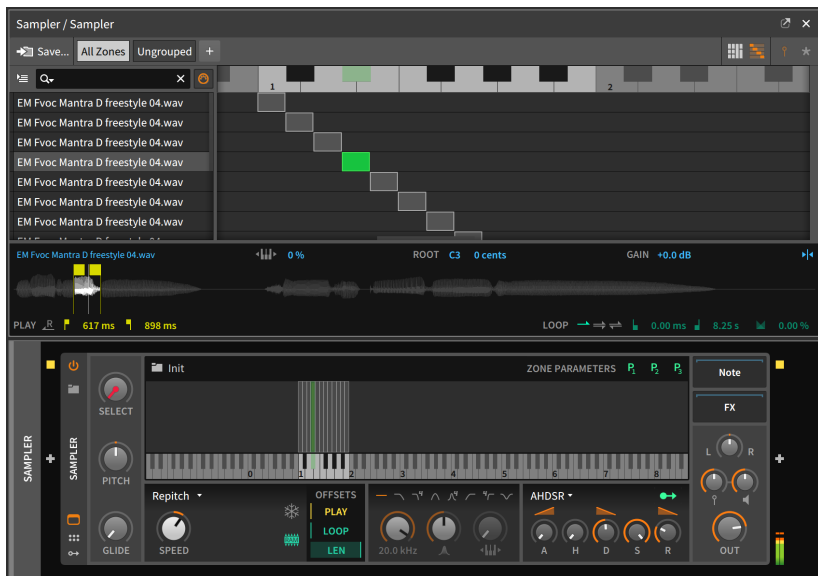 Sampler / Sampler
Save... All Zones Ungrouped +
1 2
EM Fvoc Mantra D freestyle 04.wav
EM Fvoc Mantra D freestyle 04.wav
EM Fvoc Mantra D freestyle 04.wav
EM Fvoc Mantra D freestyle 04.wav
EM Fvoc Mantra D freestyle 04.wav
EM Fvoc Mantra D freestyle 04.wav
EM Fvoc Mantra D freestyle 04.wav
EM Fvoc Mantra D freestyle 04.wav 0 % ROOT C3 0 cents GAIN +0.0 dB
PLAY R 617 ms 898 ms LOOP 0.00 ms 8.25 s 0.00 %
SAMPLER
SAMPLER
Init ZONE PARAMETERS P1 P2 P3 Note
SELECT FX
PITCH L R
0 1 2 3 4 5 6 7 8
Repitch OFFSETS AHDSR
PLAY
LOOP
GLIDE SPEED LEN 20.0 kHz A H D S R OUT